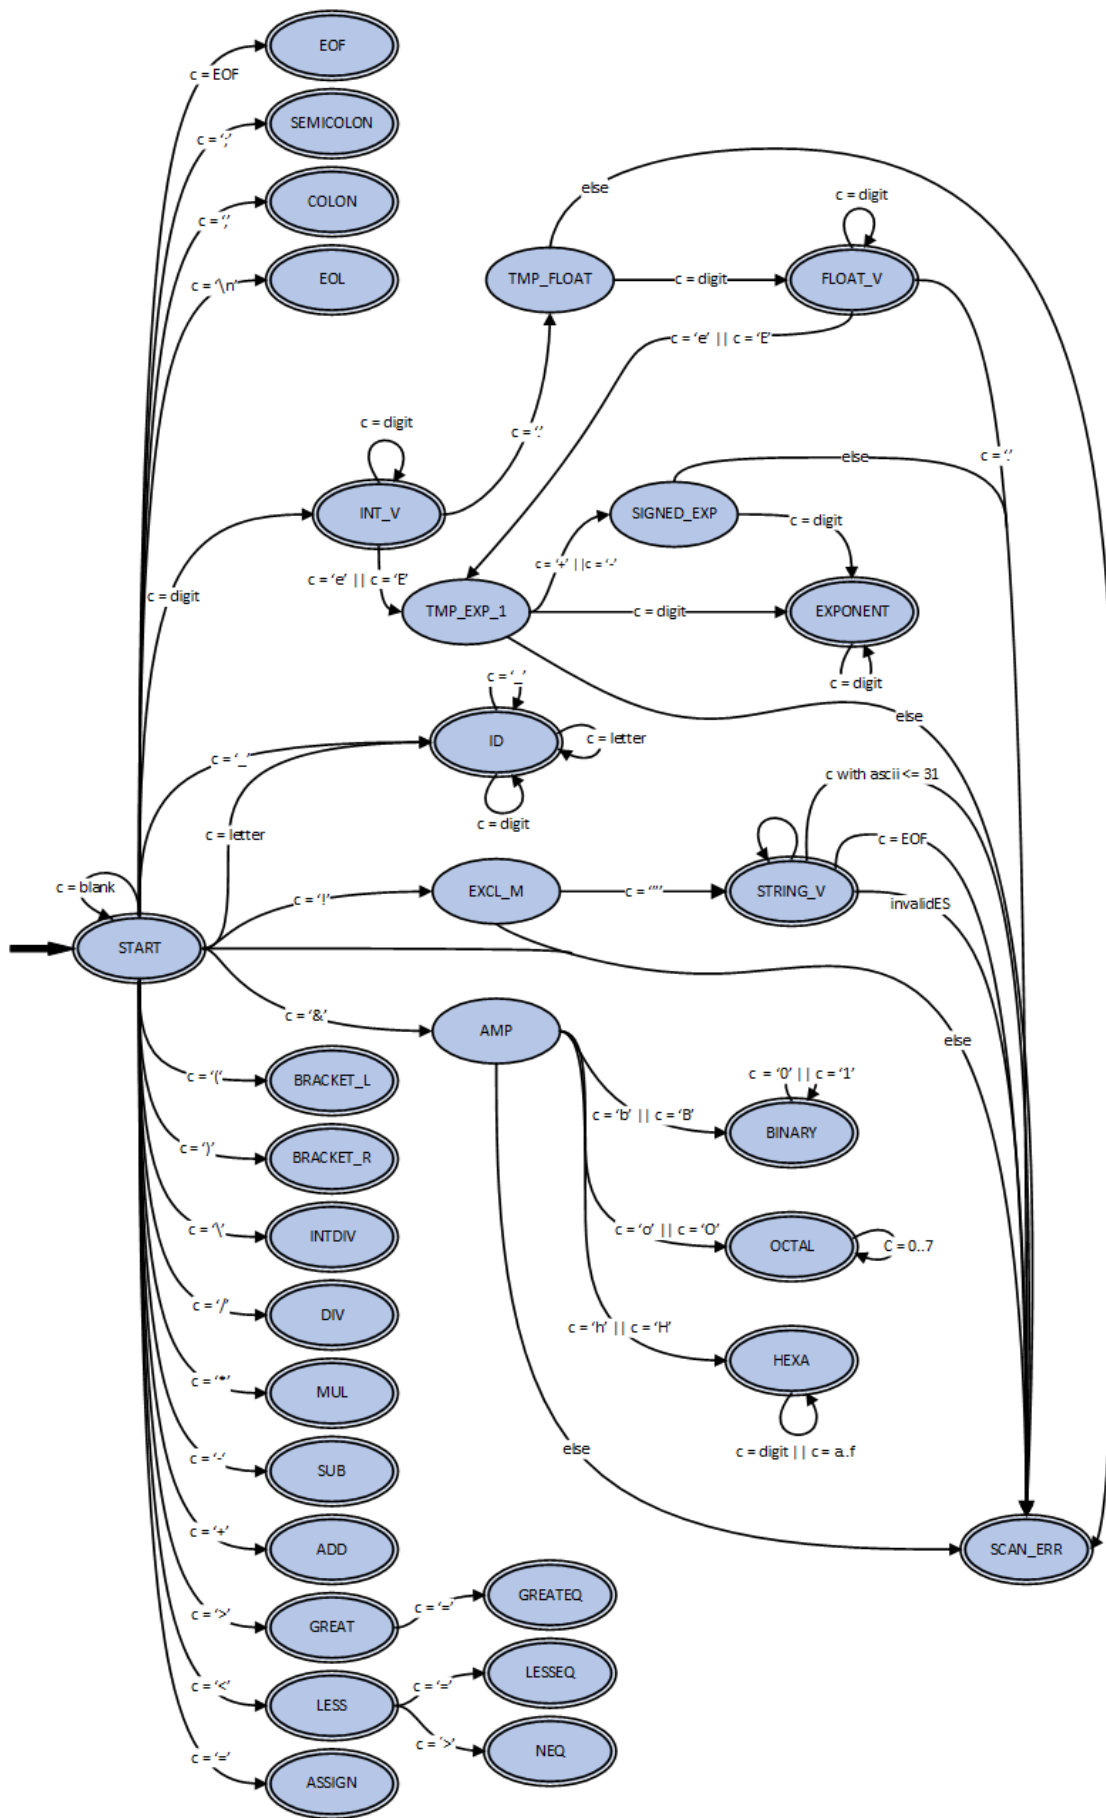 EOF
c = EOF
SEMICOLON
c = ‘;’
COLON
c = ‘,’
EOL
c = ‘\n’
else
c = digit
TMP_FLOAT
c = digit
FLOAT_V
c = ‘e’ || c = ‘E’
c = digit
c = ‘.’
c = ‘.’
else
INT_V
SIGNED_EXP
c = digit
c = ‘e’ || c = ‘E’
c = ‘+’ ||c = ‘-’
c = digit
TMP_EXP_1
c = digit
EXPONENT
c = digit
c = ‘_’
else
ID
c = letter
c = ‘_’
c with ascii <= 31
c = digit
c = letter
c = EOF
c = blank
EXCL_M
c = ‘"’
STRING_V
c = ‘!’
invalidES
START
c = ‘&’
AMP
else
BRACKET_L
c = ‘(‘
c = ‘0’ || c = ‘1’
c = ‘b’ || c = ‘B’
BINARY
BRACKET_R
c = ‘)’
INTDIV
c = ‘\’
c = ‘o’ || c = ‘O’
OCTAL
C = 0..7
DIV
c = ‘/’
c = ‘h’ || c = ‘H’
HEXA
MUL
c = ‘*’
else
c = digit || c = a..f
SUB
c = ‘-‘
ADD
c = ‘+’
SCAN_ERR
GREATEQ
c = ‘>’
GREAT
c = ‘=’
LESSEQ
c = ‘<’
LESS
c = ‘=’
c = ‘>’
NEQ
c = ‘=’
ASSIGN